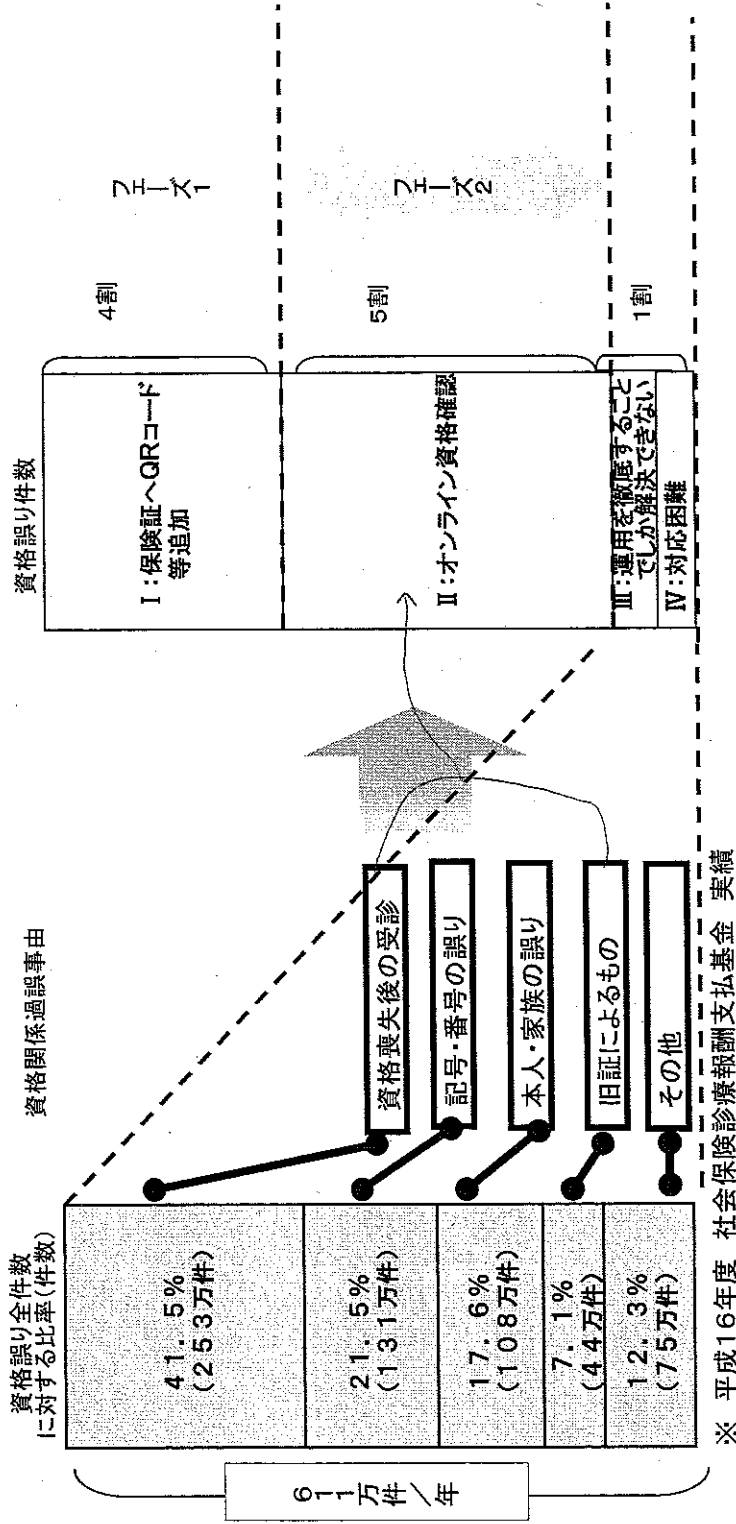 資格誤り全件数
に対する比率(件数)
資格関係過誤事由
資格誤り件数
611万件/年
41.5%
(253万件)
21.5%
(131万件)
17.6%
(108万件)
7.1%
(44万件)
12.3%
(75万件)
資格喪失後の受診
記号・番号の誤り
本人・家族の誤り
旧証によるもの
その他
Ⅰ:保険証へQRコード
等追加
Ⅱ:オンライン資格確認
Ⅲ:運用を徹底すること
でしか解決できない
Ⅳ:対応困難
4割
5割
1割
フェーズ1
フェーズ2
※ 平成16年度 社会保険診療報酬支払基金 実績